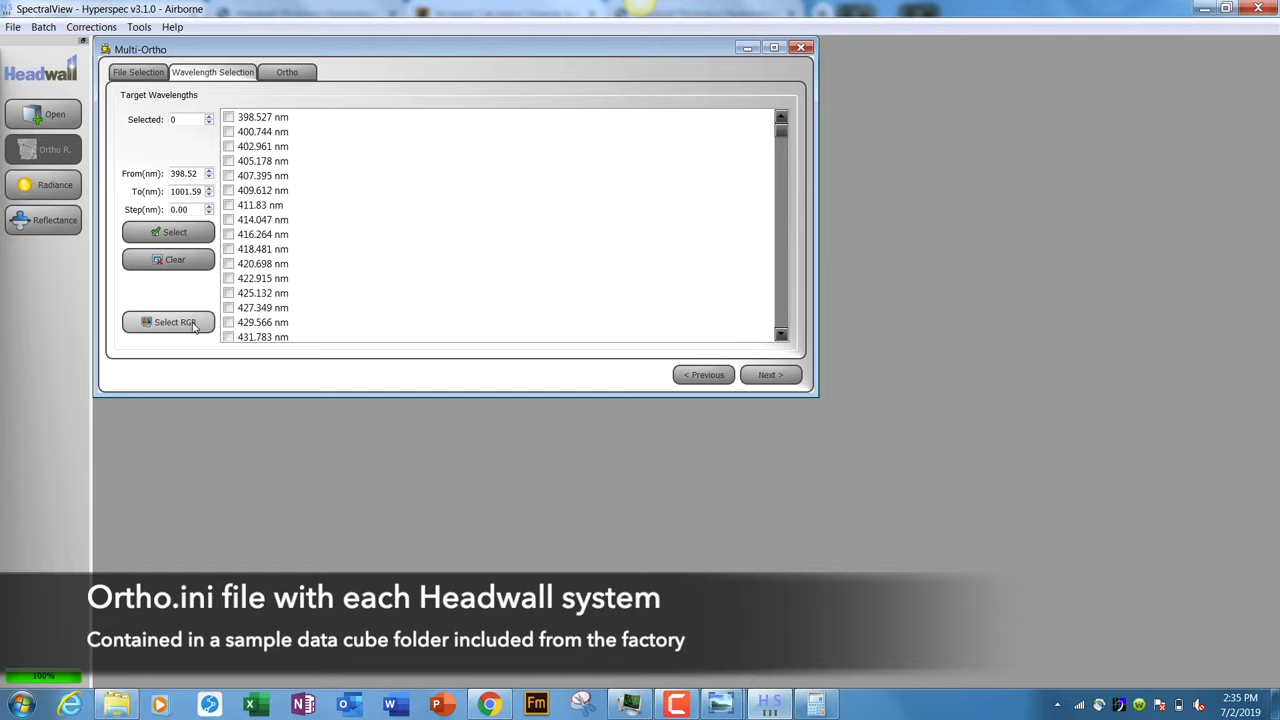 SpectralView - Hyperspec v3.1.0 - Airborne
File Batch Corrections Tools Help
Headwall
Open
Ortho R.
Radiance
Reflectance
Multi-Ortho
File Selection Wavelength Selection Ortho
Target Wavelengths
Selected: 0
From(nm): 398.52
To(nm): 1001.59
Step(nm): 0.00
Select
Clear
Select RGB
398.527 nm
400.744 nm
402.961 nm
405.178 nm
407.395 nm
409.612 nm
411.83 nm
414.047 nm
416.264 nm
418.481 nm
420.698 nm
422.915 nm
425.132 nm
427.349 nm
429.566 nm
431.783 nm
< Previous Next >
Ortho.ini file with each Headwall system
Contained in a sample data cube folder included from the factory
100%
2:35 PM
7/2/2019